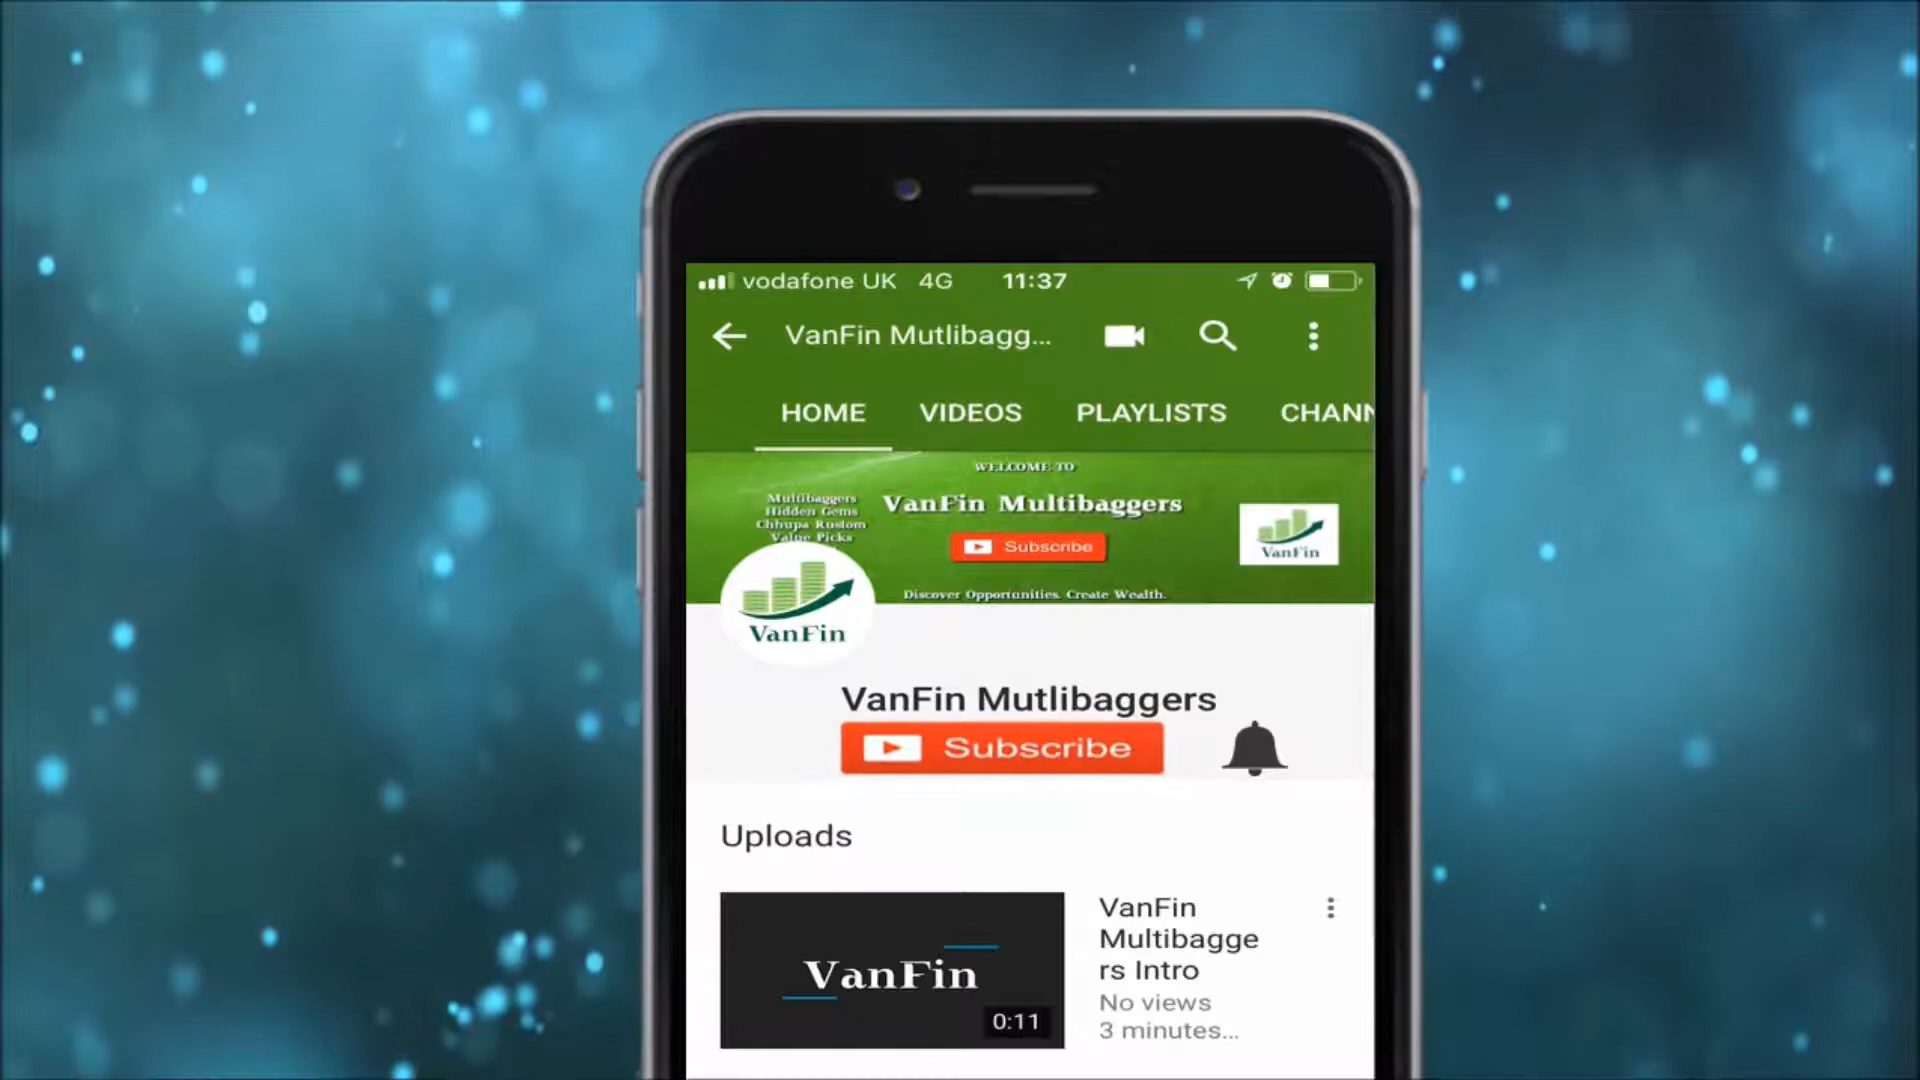 vodafone UK 4G 11:37
VanFin Mutlibagg...
HOME VIDEOS PLAYLISTS CHANN
WELCOME TO
VanFin Multibaggers
Subscribe
Discover Opportunities. Create Wealth.
Multibaggers
Hidden Gems
Chhupa Rustom
Value Picks
VanFin
VanFin
VanFin Mutlibaggers
Subscribe
Uploads
VanFin
0:11
VanFin
Multibagge
rs Intro
No views
3 minutes...